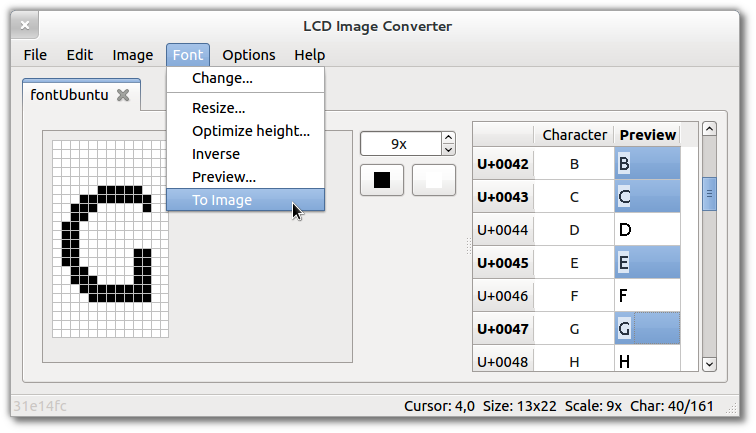 LCD Image Converter
File Edit Image Font Options Help
Change...
Resize...
Optimize height...
Inverse
Preview...
To Image
fontUbuntu
9x
Character Preview
U+0042 B B
U+0043 C C
U+0044 D D
U+0045 E E
U+0046 F F
U+0047 G G
U+0048 H H
G
31e14fc
Cursor: 4,0 Size: 13x22 Scale: 9x Char: 40/161